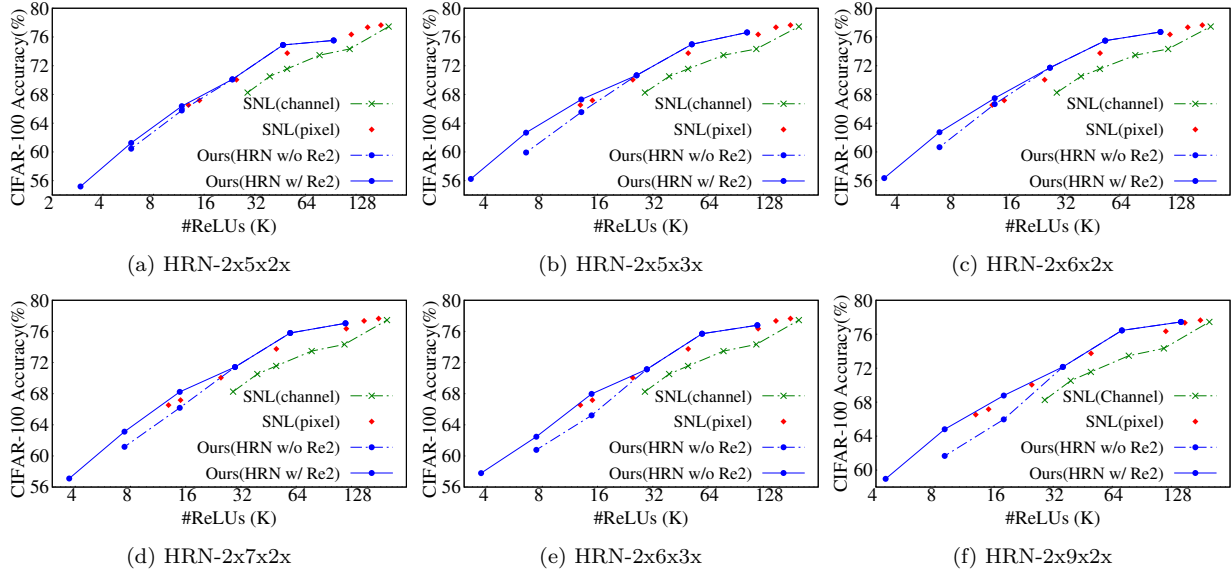 CIFAR-100 Accuracy(%)
80
76
72
68
64
60
56
SNL(channel)
SNL(pixel)
Ours(HRN w/o Re2)
Ours(HRN w/ Re2)
2 4 8 16 32 64 128
#ReLUs (K)
(a) HRN-2x5x2x
CIFAR-100 Accuracy(%)
80
76
72
68
64
60
56
SNL(channel)
SNL(pixel)
Ours(HRN w/o Re2)
Ours(HRN w/ Re2)
4 8 16 32 64 128
#ReLUs (K)
(b) HRN-2x5x3x
CIFAR-100 Accuracy(%)
80
76
72
68
64
60
56
SNL(channel)
SNL(pixel)
Ours(HRN w/o Re2)
Ours(HRN w/ Re2)
4 8 16 32 64 128
#ReLUs (K)
(c) HRN-2x6x2x
CIFAR-100 Accuracy(%)
80
76
72
68
64
60
56
SNL(channel)
SNL(pixel)
Ours(HRN w/o Re2)
Ours(HRN w/ Re2)
4 8 16 32 64 128
#ReLUs (K)
(d) HRN-2x7x2x
CIFAR-100 Accuracy(%)
80
76
72
68
64
60
56
SNL(channel)
SNL(pixel)
Ours(HRN w/o Re2)
Ours(HRN w/ Re2)
4 8 16 32 64 128
#ReLUs (K)
(e) HRN-2x6x3x
CIFAR-100 Accuracy(%)
80
76
72
68
64
60
SNL(channel)
SNL(pixel)
Ours(HRN w/o Re2)
Ours(HRN w/ Re2)
4 8 16 32 64 128
#ReLUs (K)
(f) HRN-2x9x2x